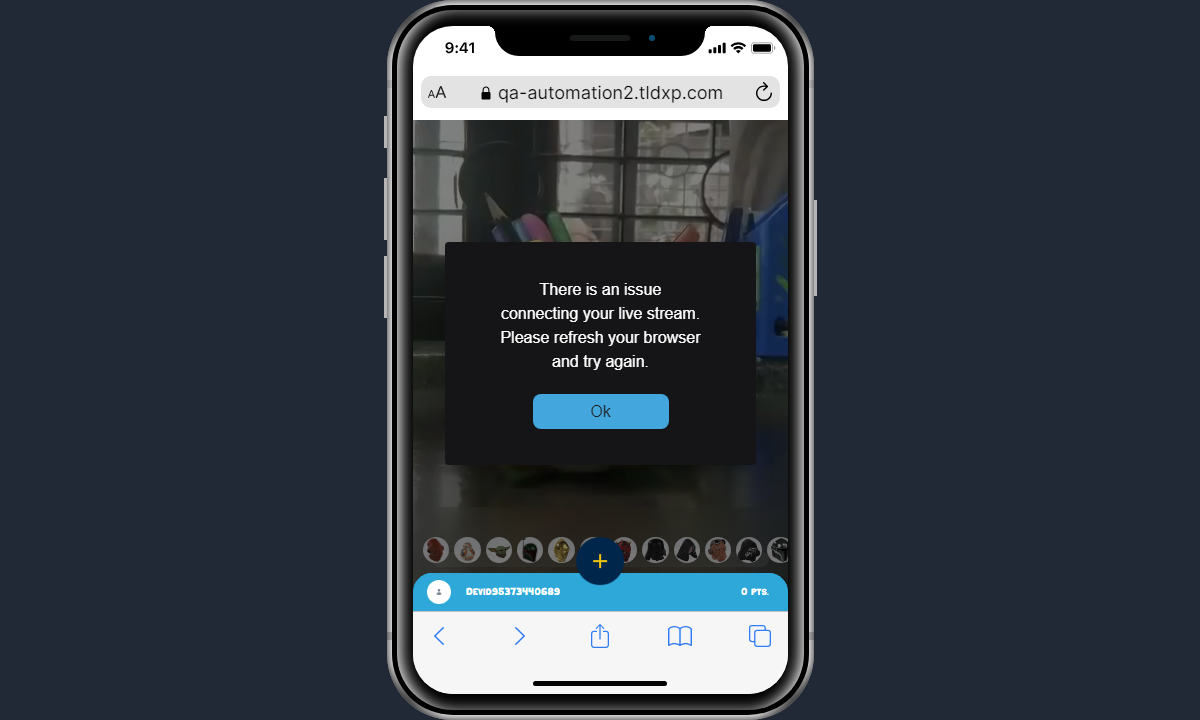 9:41
AA qa-automation2.tldxp.com
There is an issue
connecting your live stream.
Please refresh your browser
and try again.
Ok
+
DEVID95373440689 0 PTS.